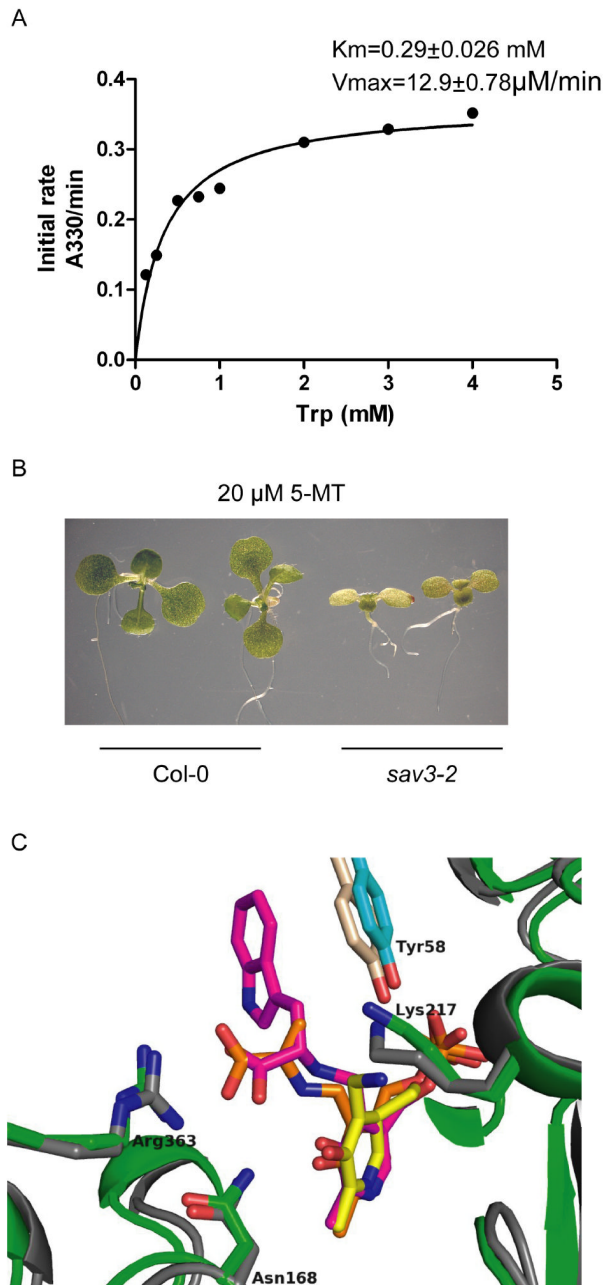 A
Km=0.29±0.026 mM
Vmax=12.9±0.78µM/min
0.4
0.3
0.2
0.1
0.0
Initial rate
A330/min
0
1
2
3
4
5
Trp (mM)
B
20 µM 5-MT
Col-0
sav3-2
C
Tyr58
Lys217
Arg363
Asn168